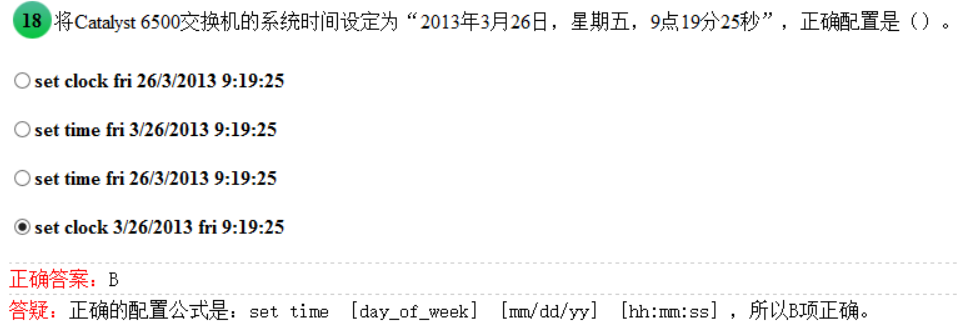 18 将Catalyst 6500交换机的系统时间设定为“2013年3月26日，星期五，9点19分25秒”，正确配置是（）。
set clock fri 26/3/2013 9:19:25
set time fri 3/26/2013 9:19:25
set time fri 26/3/2013 9:19:25
set clock 3/26/2013 fri 9:19:25
正确答案：B
答疑：正确的配置公式是：set time [day_of_week] [mm/dd/yy] [hh:mm:ss] ，所以B项正确。